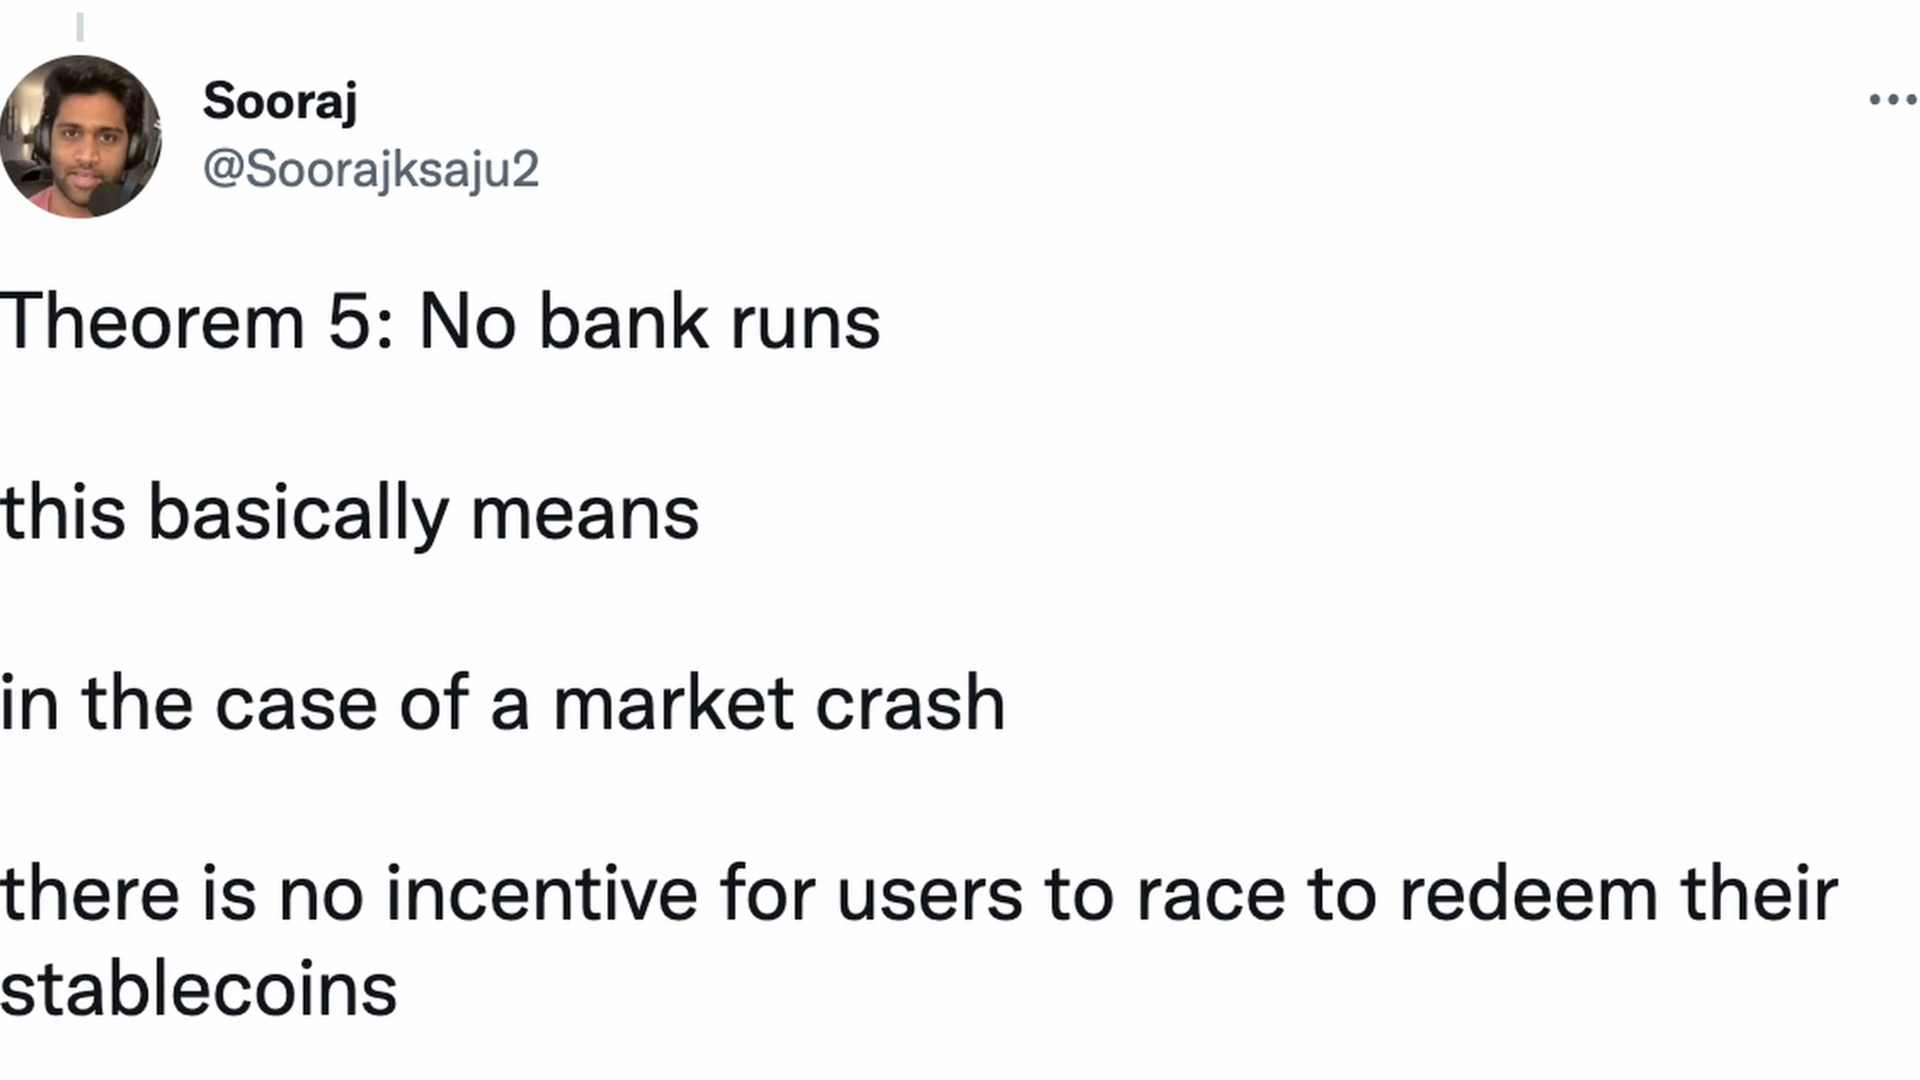 Sooraj
@Soorajksaju2
Theorem 5: No bank runs
this basically means
in the case of a market crash
there is no incentive for users to race to redeem their
stablecoins